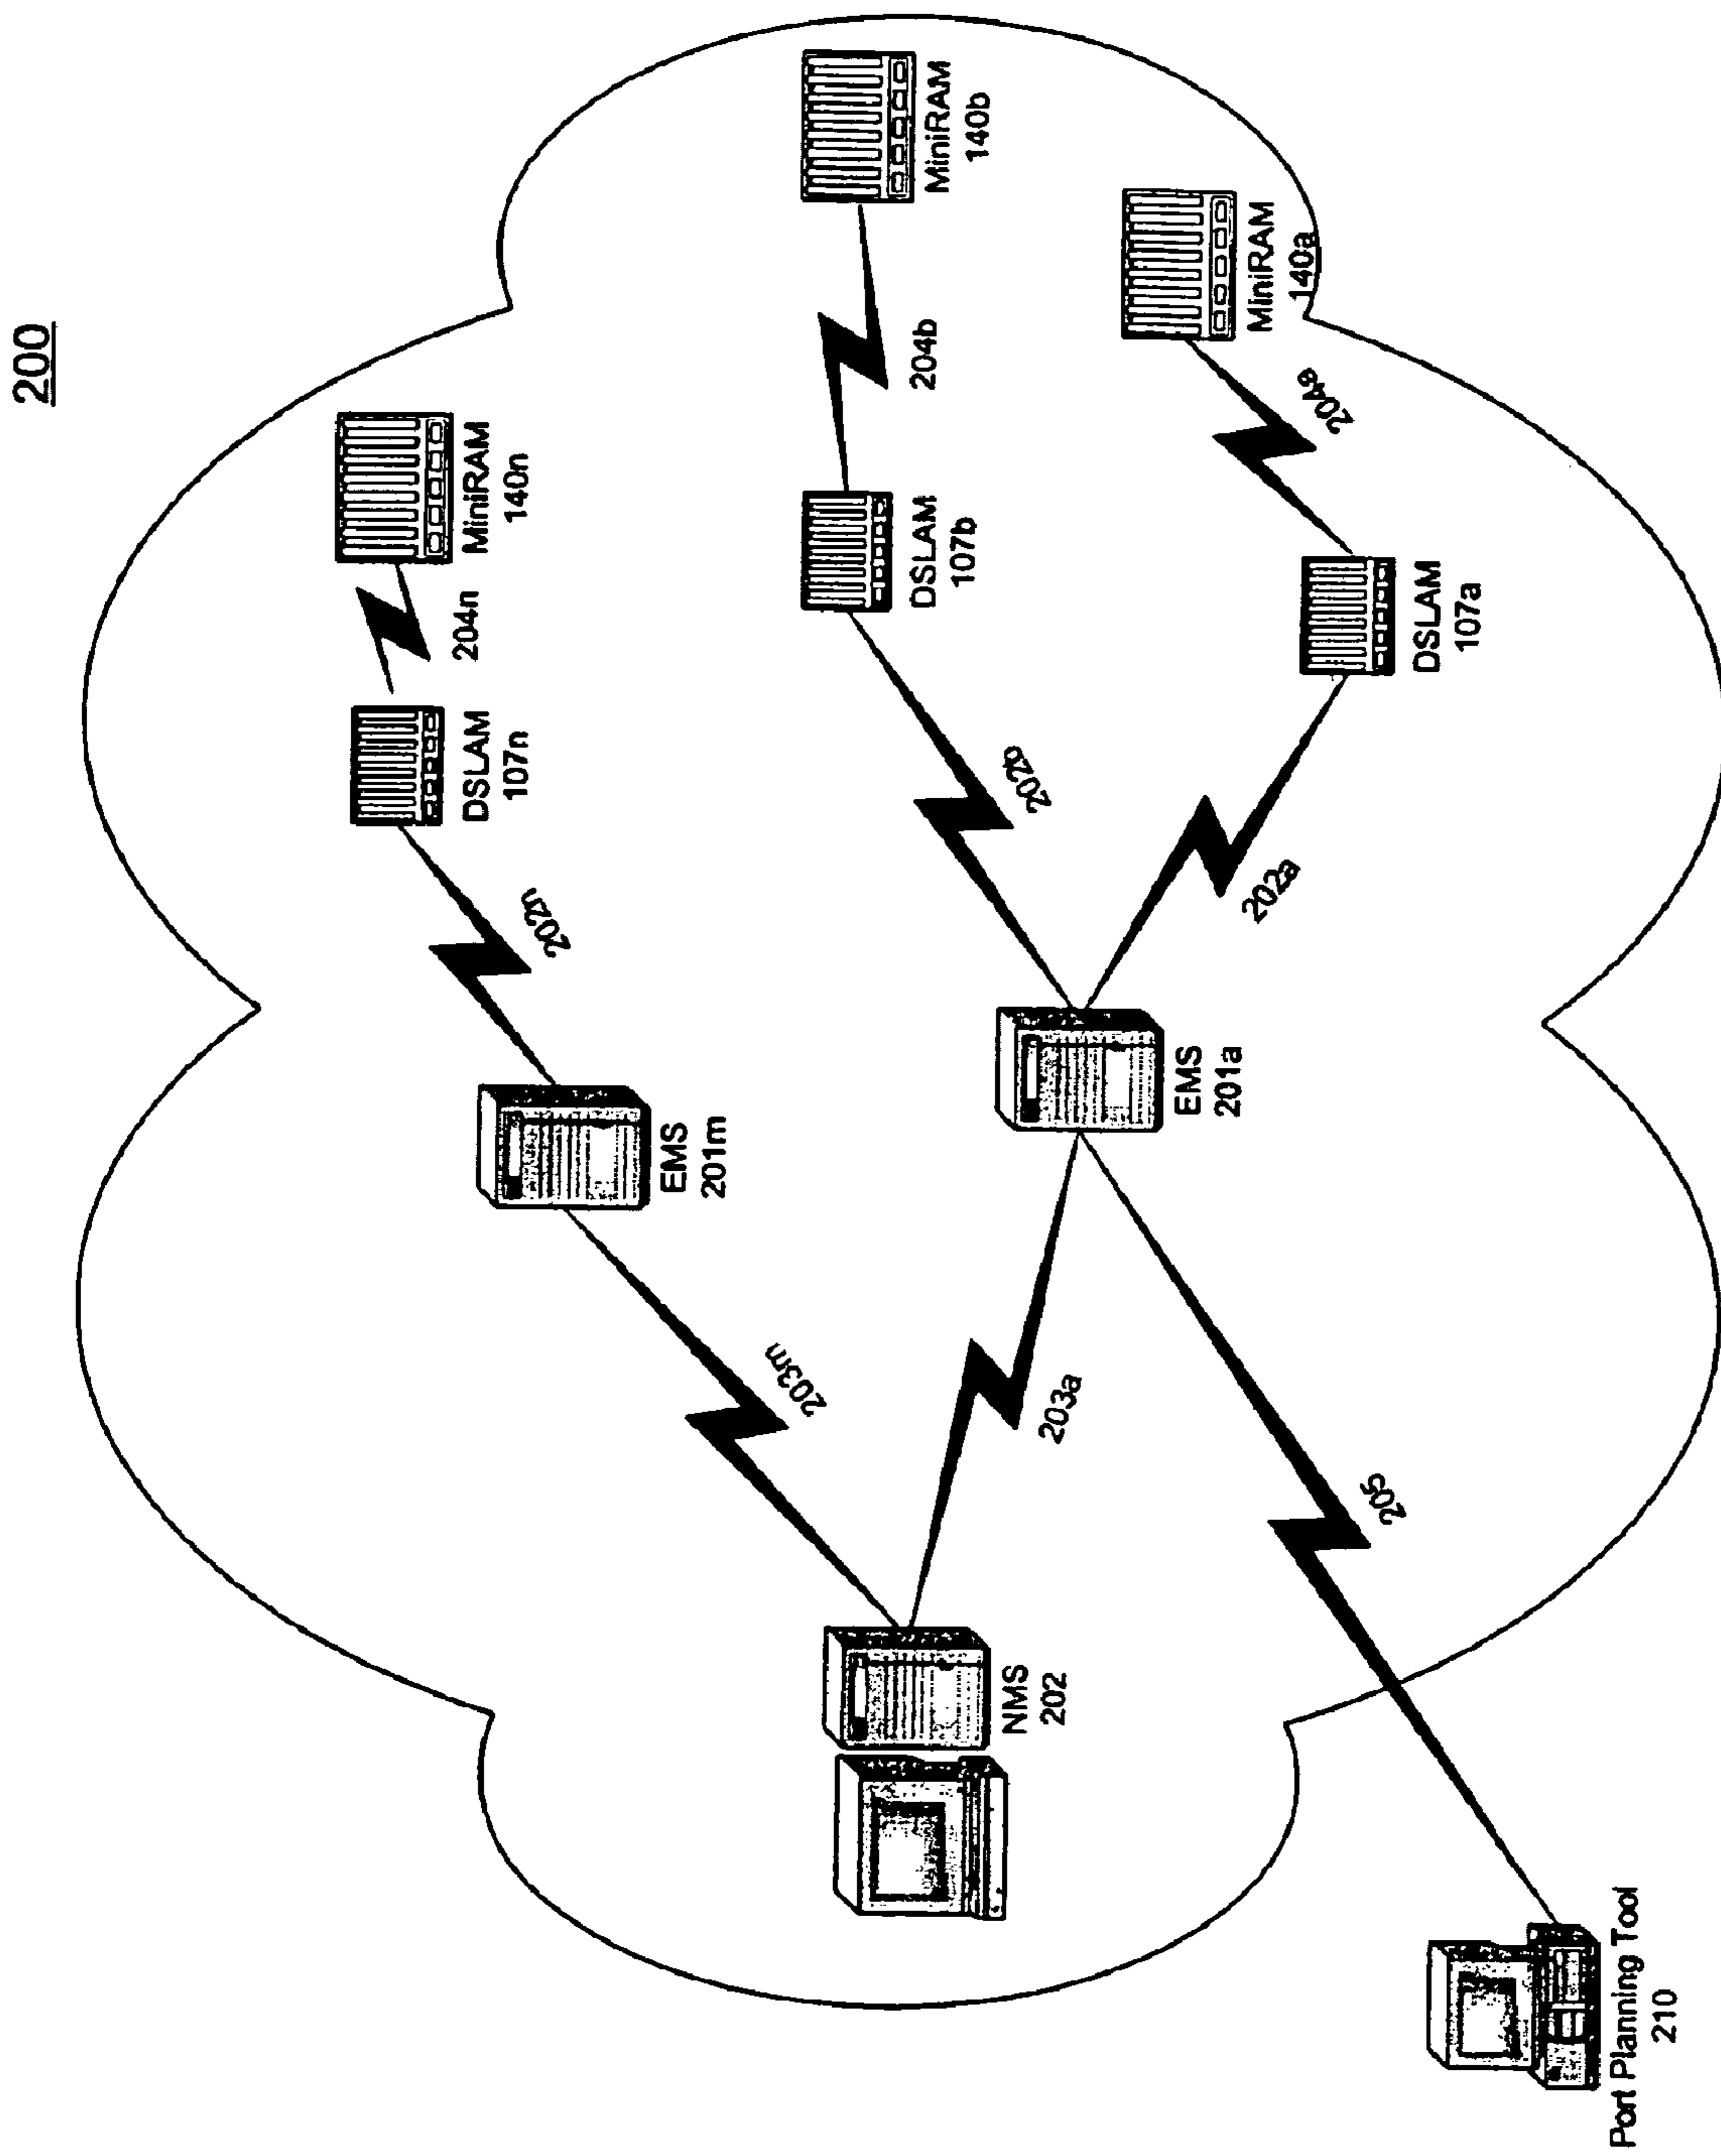 200
MiniRAM
140n
204n
DSLAM
107n
202n
EMS
201m
203m
MiniRAM
140b
204b
DSLAM
107b
202b
MiniRAM
140a
204a
DSLAM
107a
202a
EMS
201a
203a
NMS
202
205
Port Planning Tool
210